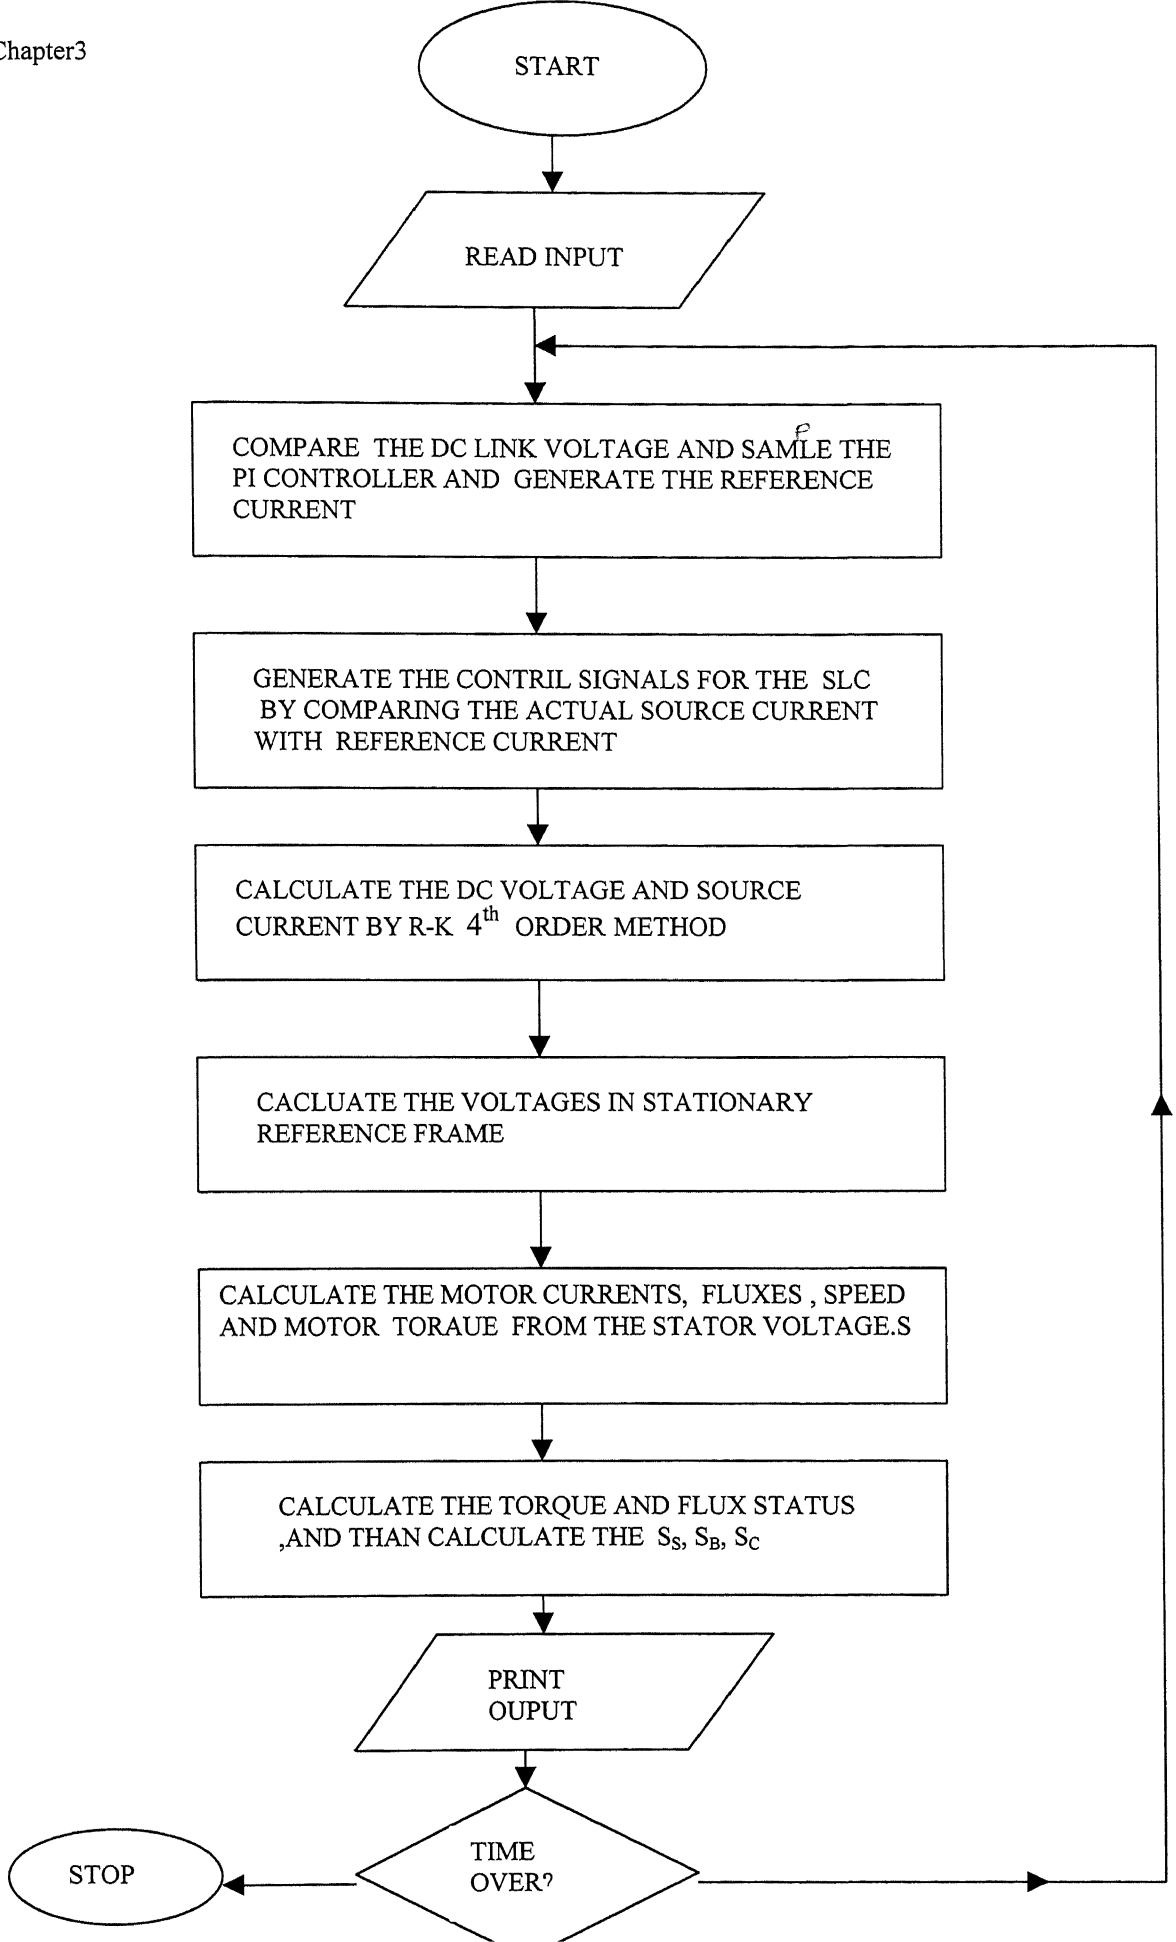 Chapter3
START
READ INPUT
P
COMPARE THE DC LINK VOLTAGE AND SAMLE THE
PI CONTROLLER AND GENERATE THE REFERENCE
CURRENT
GENERATE THE CONTRIL SIGNALS FOR THE SLC
BY COMPARING THE ACTUAL SOURCE CURRENT
WITH REFERENCE CURRENT
CALCULATE THE DC VOLTAGE AND SOURCE
CURRENT BY R-K 4th ORDER METHOD
CACLUATE THE VOLTAGES IN STATIONARY
REFERENCE FRAME
CALCULATE THE MOTOR CURRENTS, FLUXES , SPEED
AND MOTOR TORAUE FROM THE STATOR VOLTAGE.S
CALCULATE THE TORQUE AND FLUX STATUS
,AND THAN CALCULATE THE SS, SB, SC
PRINT
OUPUT
TIME
OVER?
STOP